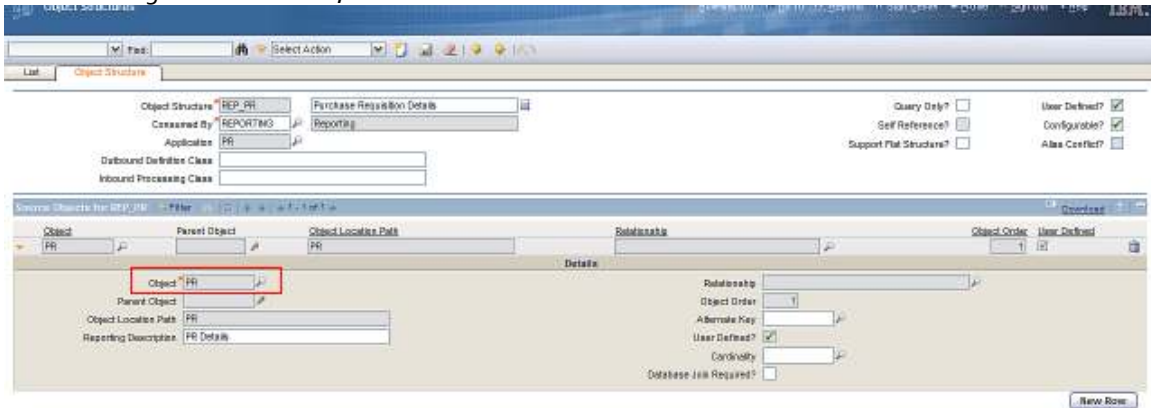 Object Structures
IBM.
Find: Select Action
List Object Structure
Object Structure * REP_PR Purchase Requisition Details Query Only? User Defined?
Consumed By * REPORTING Reporting Self Reference? Configurable?
Application PR Support Flat Structure? Alias Conflict?
Outbound Definition Class
Inbound Processing Class
Source Objects for REP_PR Filter 1 - 1 of 1 Download
Object Parent Object Object Location Path Relationship Object Order User Defined
PR PR 1
Details
Object * PR Relationship
Parent Object Object Order 1
Object Location Path PR Alternate Key
Reporting Description PR Details User Defined?
Cardinality
Database Join Required?
New Row